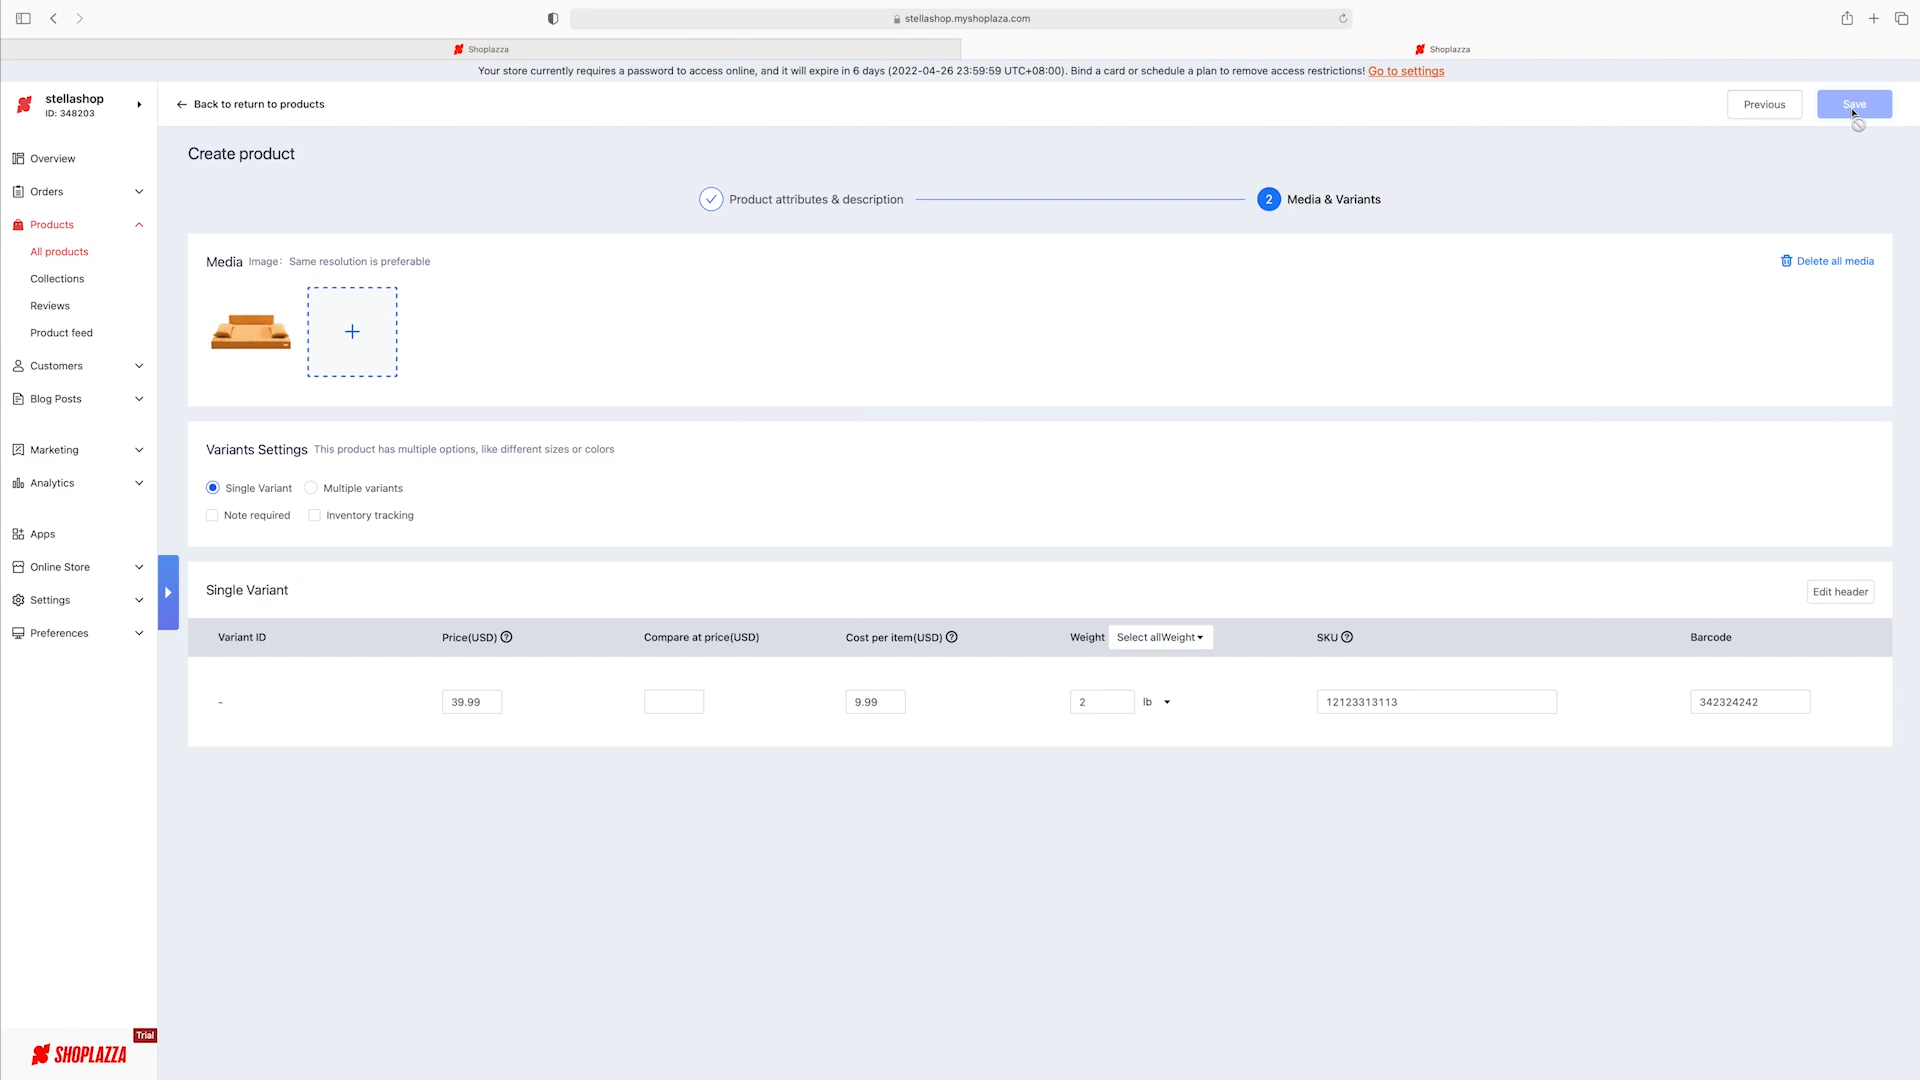 stellashop.myshoplaza.com
Shoplazza
Shoplazza
Your store currently requires a password to access online, and it will expire in 6 days (2022-04-26 23:59:59 UTC+08:00). Bind a card or schedule a plan to remove access restrictions! Go to settings
stellashop
ID: 348203
Back to return to products
Previous
Save
Overview
Orders
Products
All products
Collections
Reviews
Product feed
Customers
Blog Posts
Marketing
Analytics
Apps
Online Store
Settings
Preferences
Trial
SHOPLAZZA
Create product
Product attributes & description
2 Media & Variants
Media Image: Same resolution is preferable
Delete all media
Variants Settings This product has multiple options, like different sizes or colors
Single Variant Multiple variants
Note required Inventory tracking
Single Variant
Edit header
Variant ID Price(USD) Compare at price(USD) Cost per item(USD) Weight Select allWeight SKU Barcode
- 39.99 9.99 2 lb 12123313113 342324242